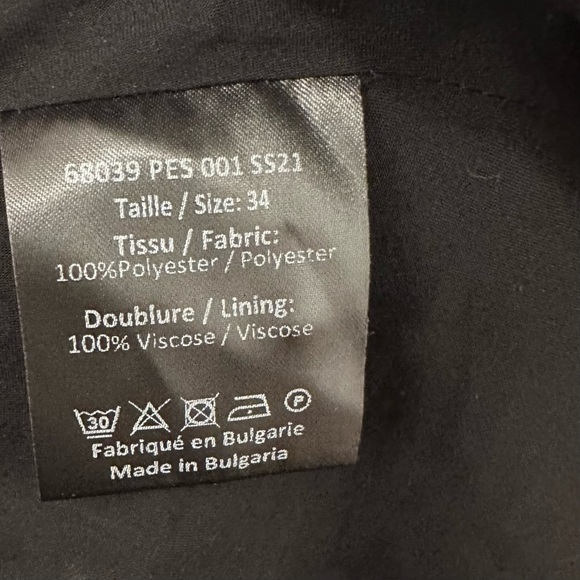 68039 PES 001 SS21
Taille / Size: 34
Tissu / Fabric:
100%Polyester / Polyester
Doublure / Lining:
100% Viscose / Viscose
30 P
Fabriqué en Bulgarie
Made in Bulgaria